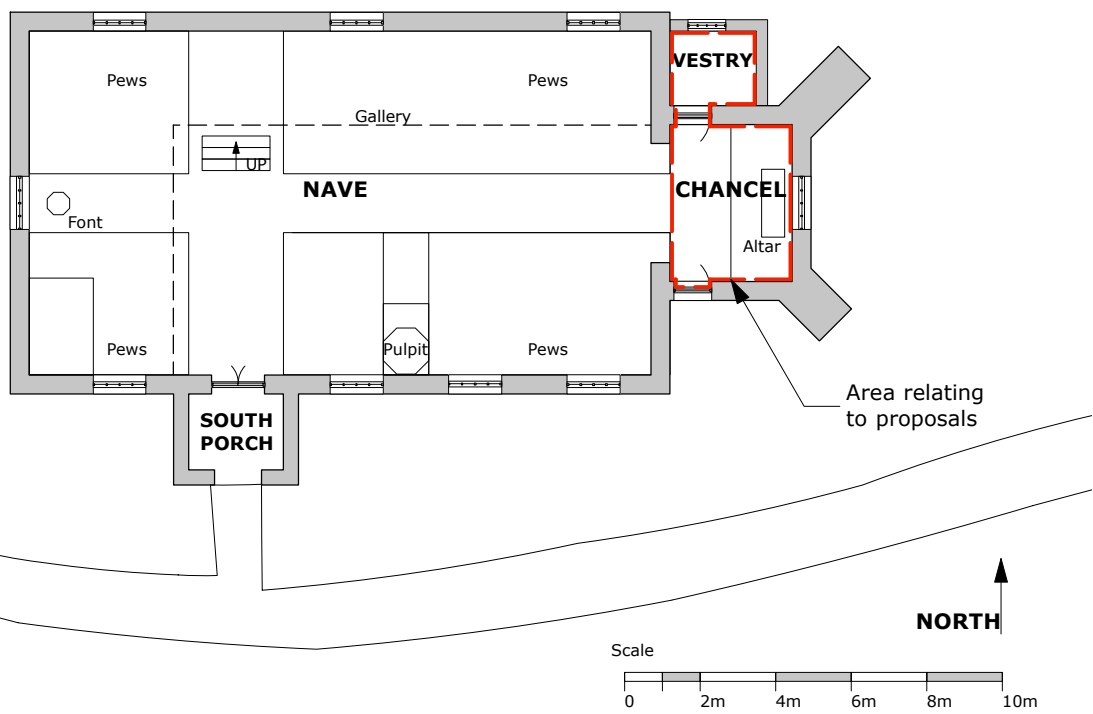 VESTRY
Pews
Pews
Gallery
UP
NAVE
CHANCEL
Font
Altar
Pews
Pulpit
Pews
SOUTH
PORCH
Area relating
to proposals
NORTH
Scale
0
2m
4m
6m
8m
10m